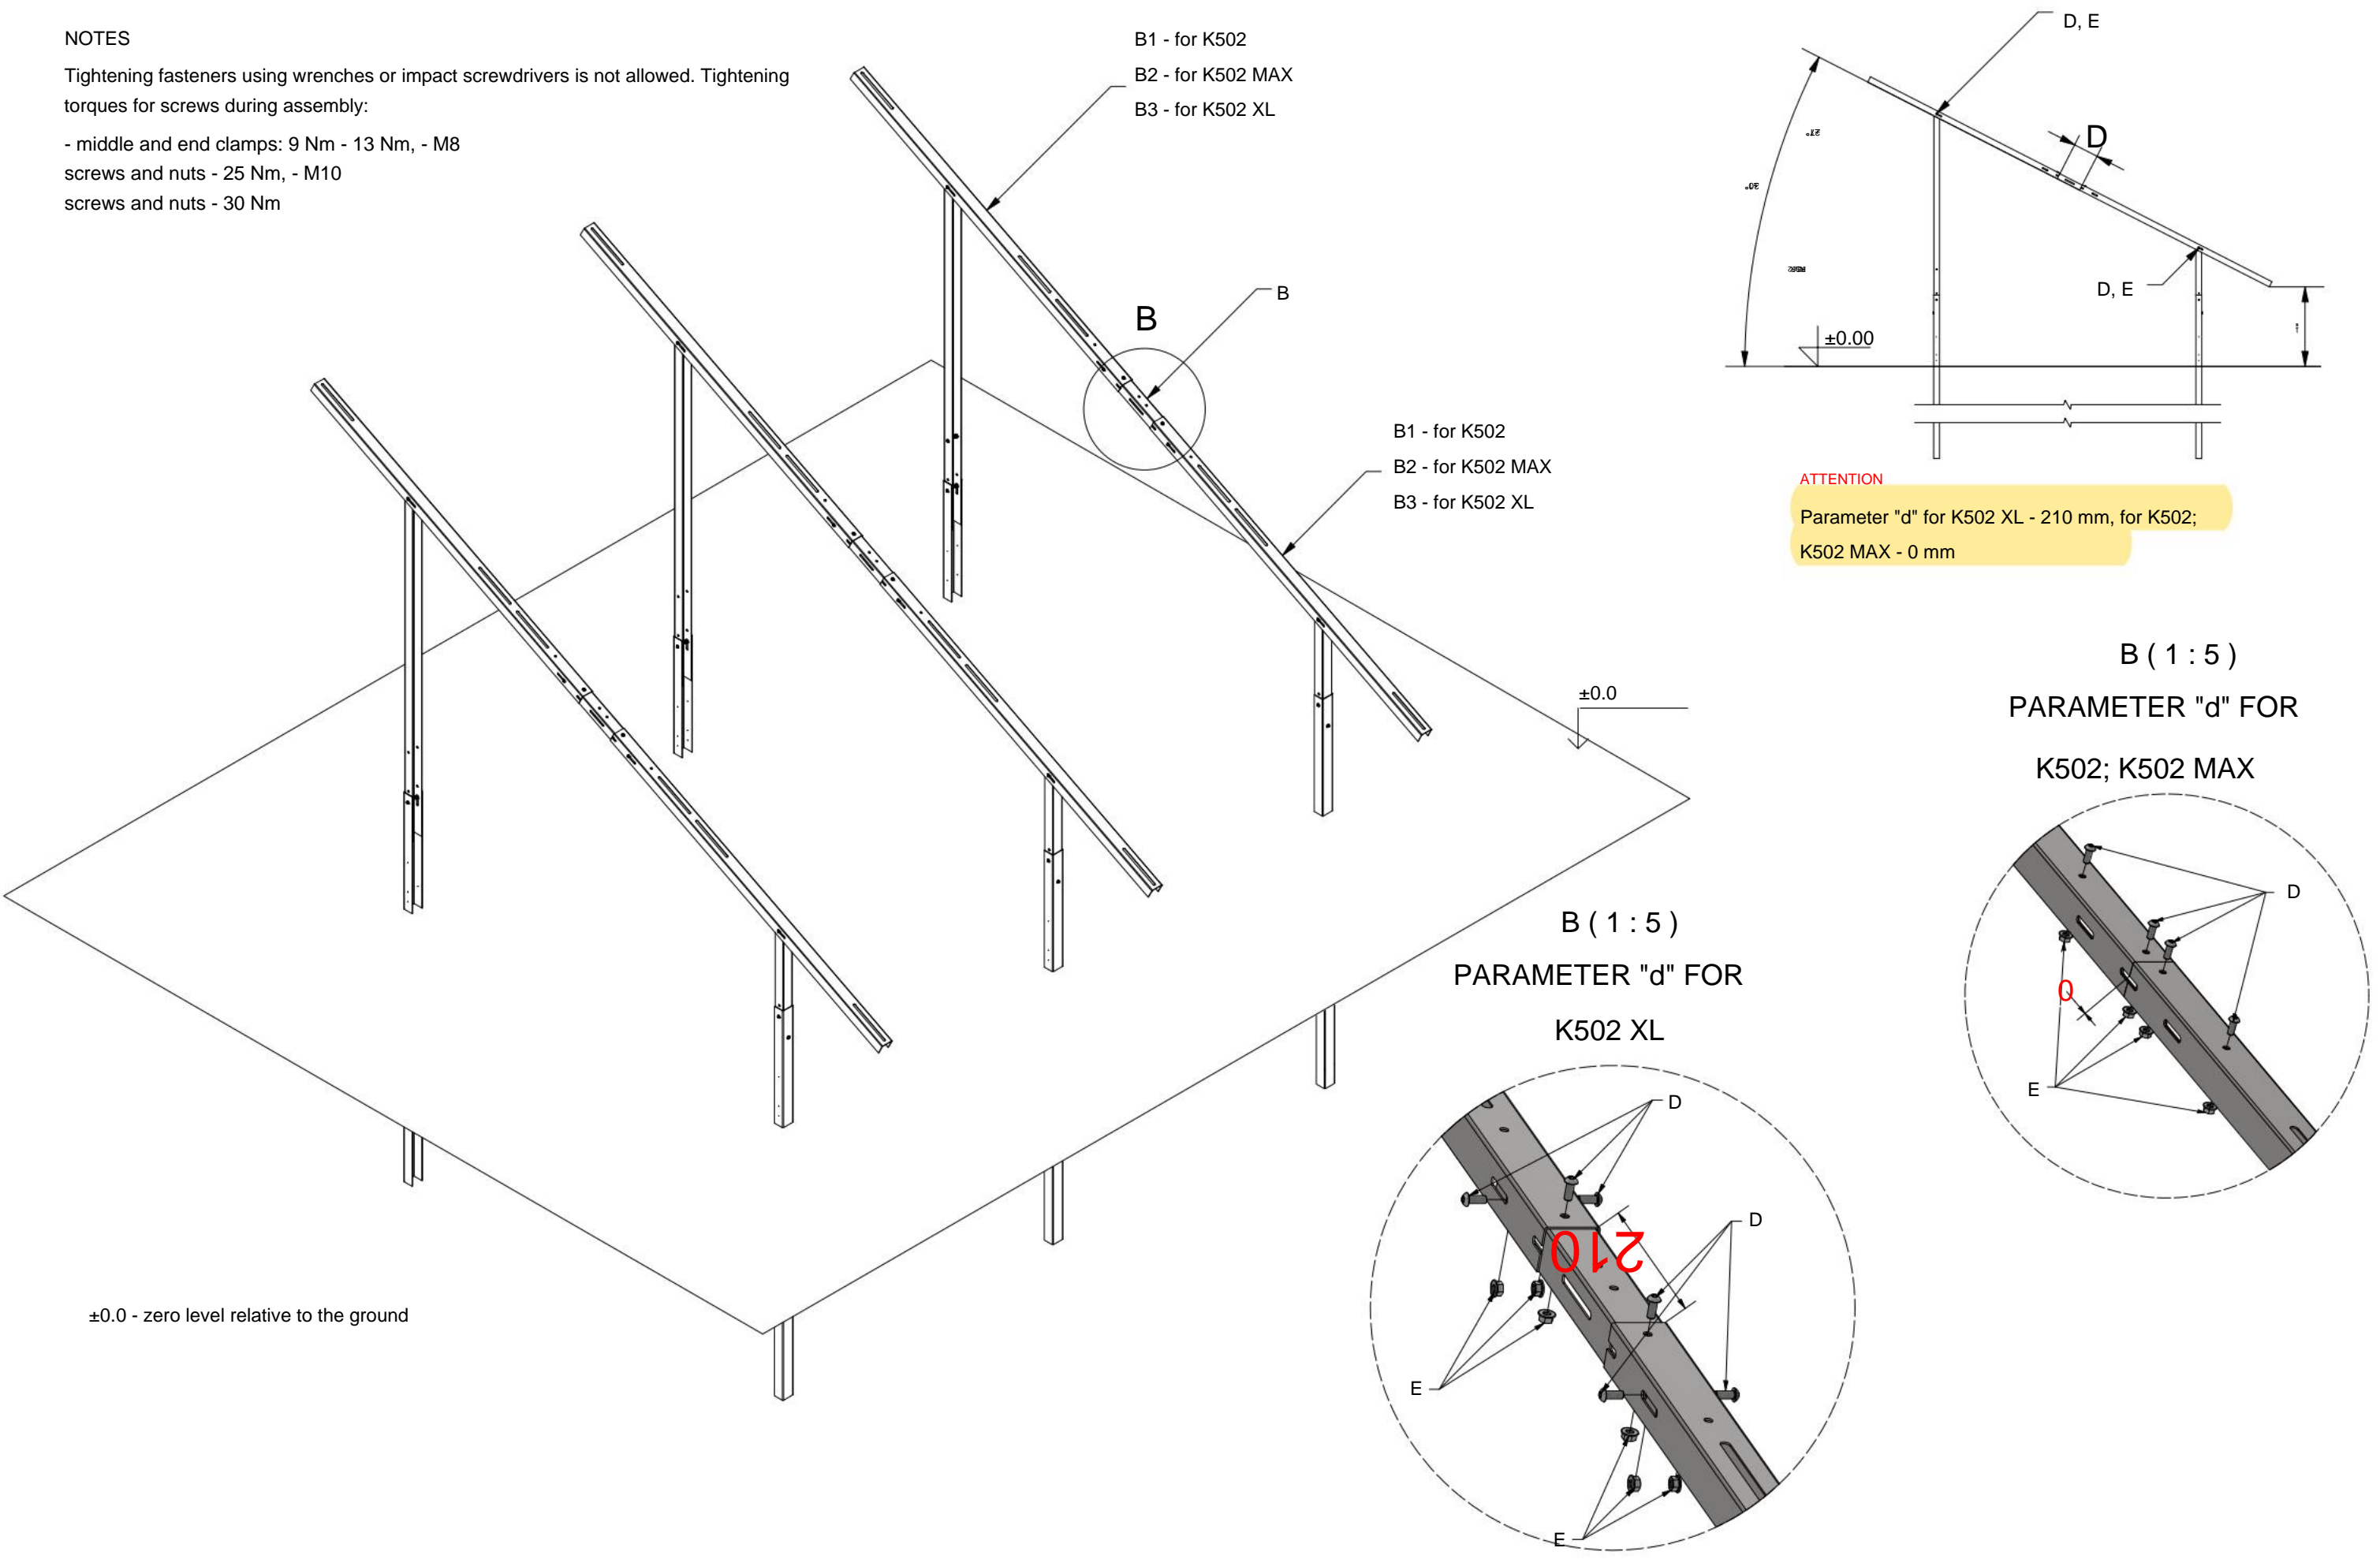 NOTES
Tightening fasteners using wrenches or impact screwdrivers is not allowed. Tightening
torques for screws during assembly:
- middle and end clamps: 9 Nm - 13 Nm, - M8
screws and nuts - 25 Nm, - M10
screws and nuts - 30 Nm
B1 - for K502
B2 - for K502 MAX
B3 - for K502 XL
B
B
B1 - for K502
B2 - for K502 MAX
B3 - for K502 XL
±0.0
D, E
D
27°
30°
D, E
±0.00
ATTENTION
Parameter "d" for K502 XL - 210 mm, for K502;
K502 MAX - 0 mm
B ( 1 : 5 )
PARAMETER "d" FOR
K502; K502 MAX
D
0
E
B ( 1 : 5 )
PARAMETER "d" FOR
K502 XL
D
D
210
E
E
±0.0 - zero level relative to the ground